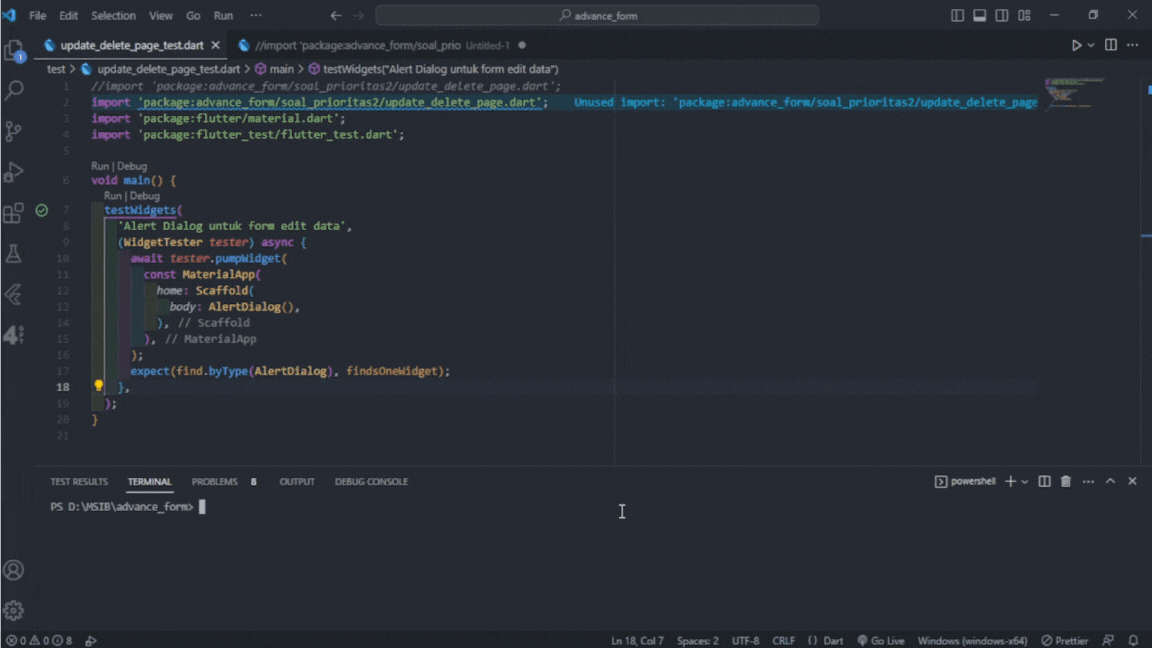 File Edit Selection View Go Run ··· advance_form
update_delete_page_test.dart //import 'package:advance_form/soal_prio Untitled-1
test > update_delete_page_test.dart > main > testWidgets("Alert Dialog untuk form edit data")
1 //import 'package:advance_form/soal_prioritas2/update_delete_page.dart';
2 import 'package:advance_form/soal_prioritas2/update_delete_page.dart'; Unused import: 'package:advance_form/soal_prioritas2/update_delete_page
3 import 'package:flutter/material.dart';
4 import 'package:flutter_test/flutter_test.dart';
5
Run | Debug
6 void main() {
Run | Debug
7 testWidgets(
8 'Alert Dialog untuk form edit data',
9 (WidgetTester tester) async {
10 await tester.pumpWidget(
11 const MaterialApp(
12 home: Scaffold(
13 body: AlertDialog(),
14 ), // Scaffold
15 ), // MaterialApp
16 );
17 expect(find.byType(AlertDialog), findsOneWidget);
18 },
19 );
20 }
21
TEST RESULTS TERMINAL PROBLEMS 8 OUTPUT DEBUG CONSOLE powershell
PS D:\MSIB\advance_form>
0 0 8 Ln 18, Col 7 Spaces: 2 UTF-8 CRLF {} Dart Go Live Windows (windows-x64) Prettier